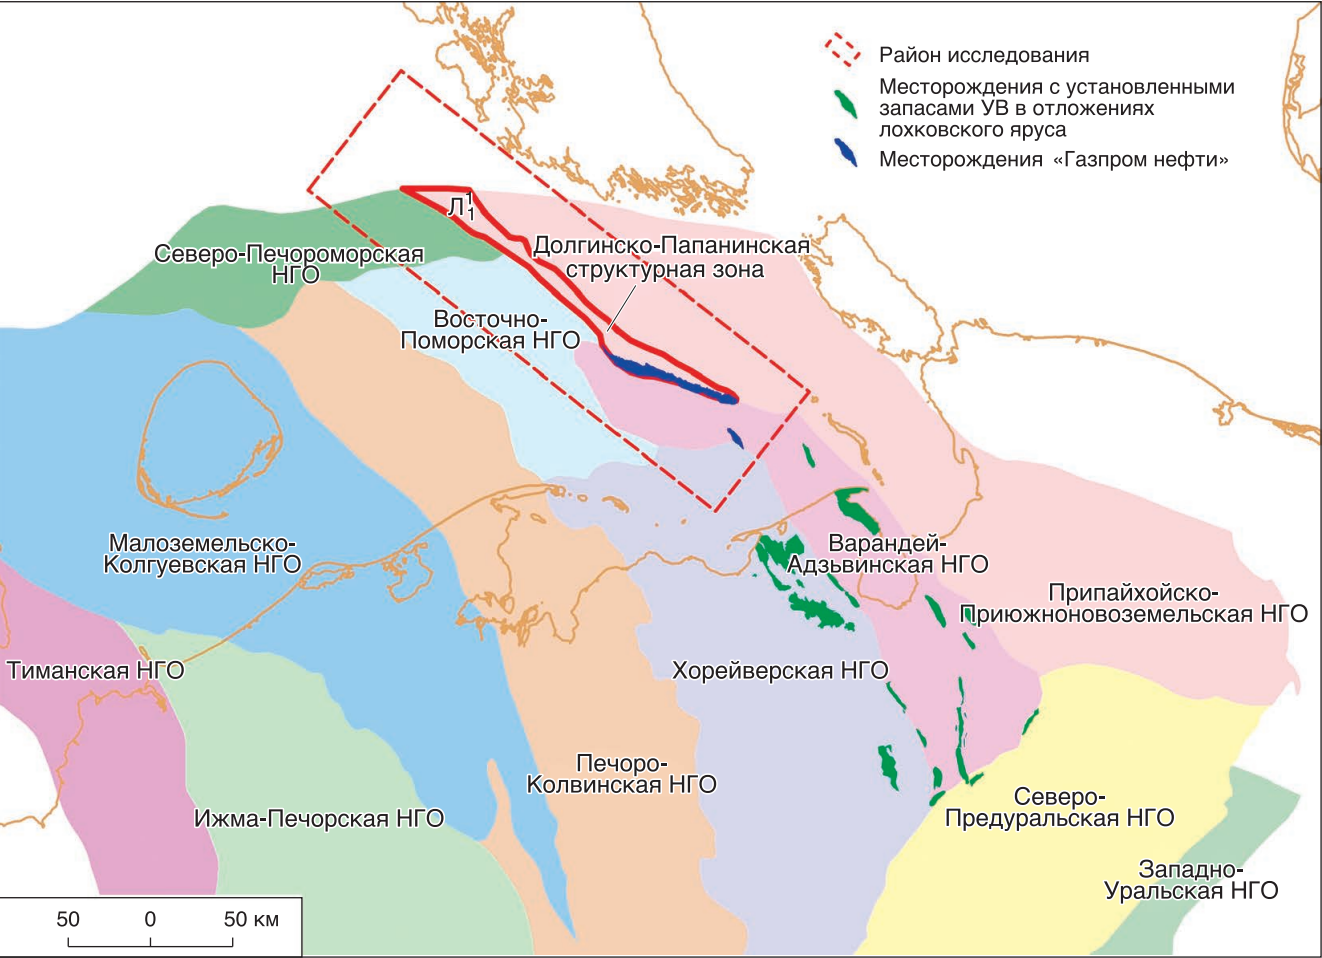 Район исследования
Месторождения с установленными
запасами УВ в отложениях
лохковского яруса
Месторождения «Газпром нефти»
Л
1
1
Долгинско-Папанинская
структурная зона
Северо-Печороморская
НГО
Восточно-
Поморская НГО
Малоземельско-
Колгуевская НГО
Варандей-
Адзьвинская НГО
Припайхойско-
Приюжноновоземельская НГО
Тиманская НГО
Хорейверская НГО
Печоро-
Колвинская НГО
Ижма-Печорская НГО
Северо-
Предуральская НГО
Западно-
Уральская НГО
50 0 50 км